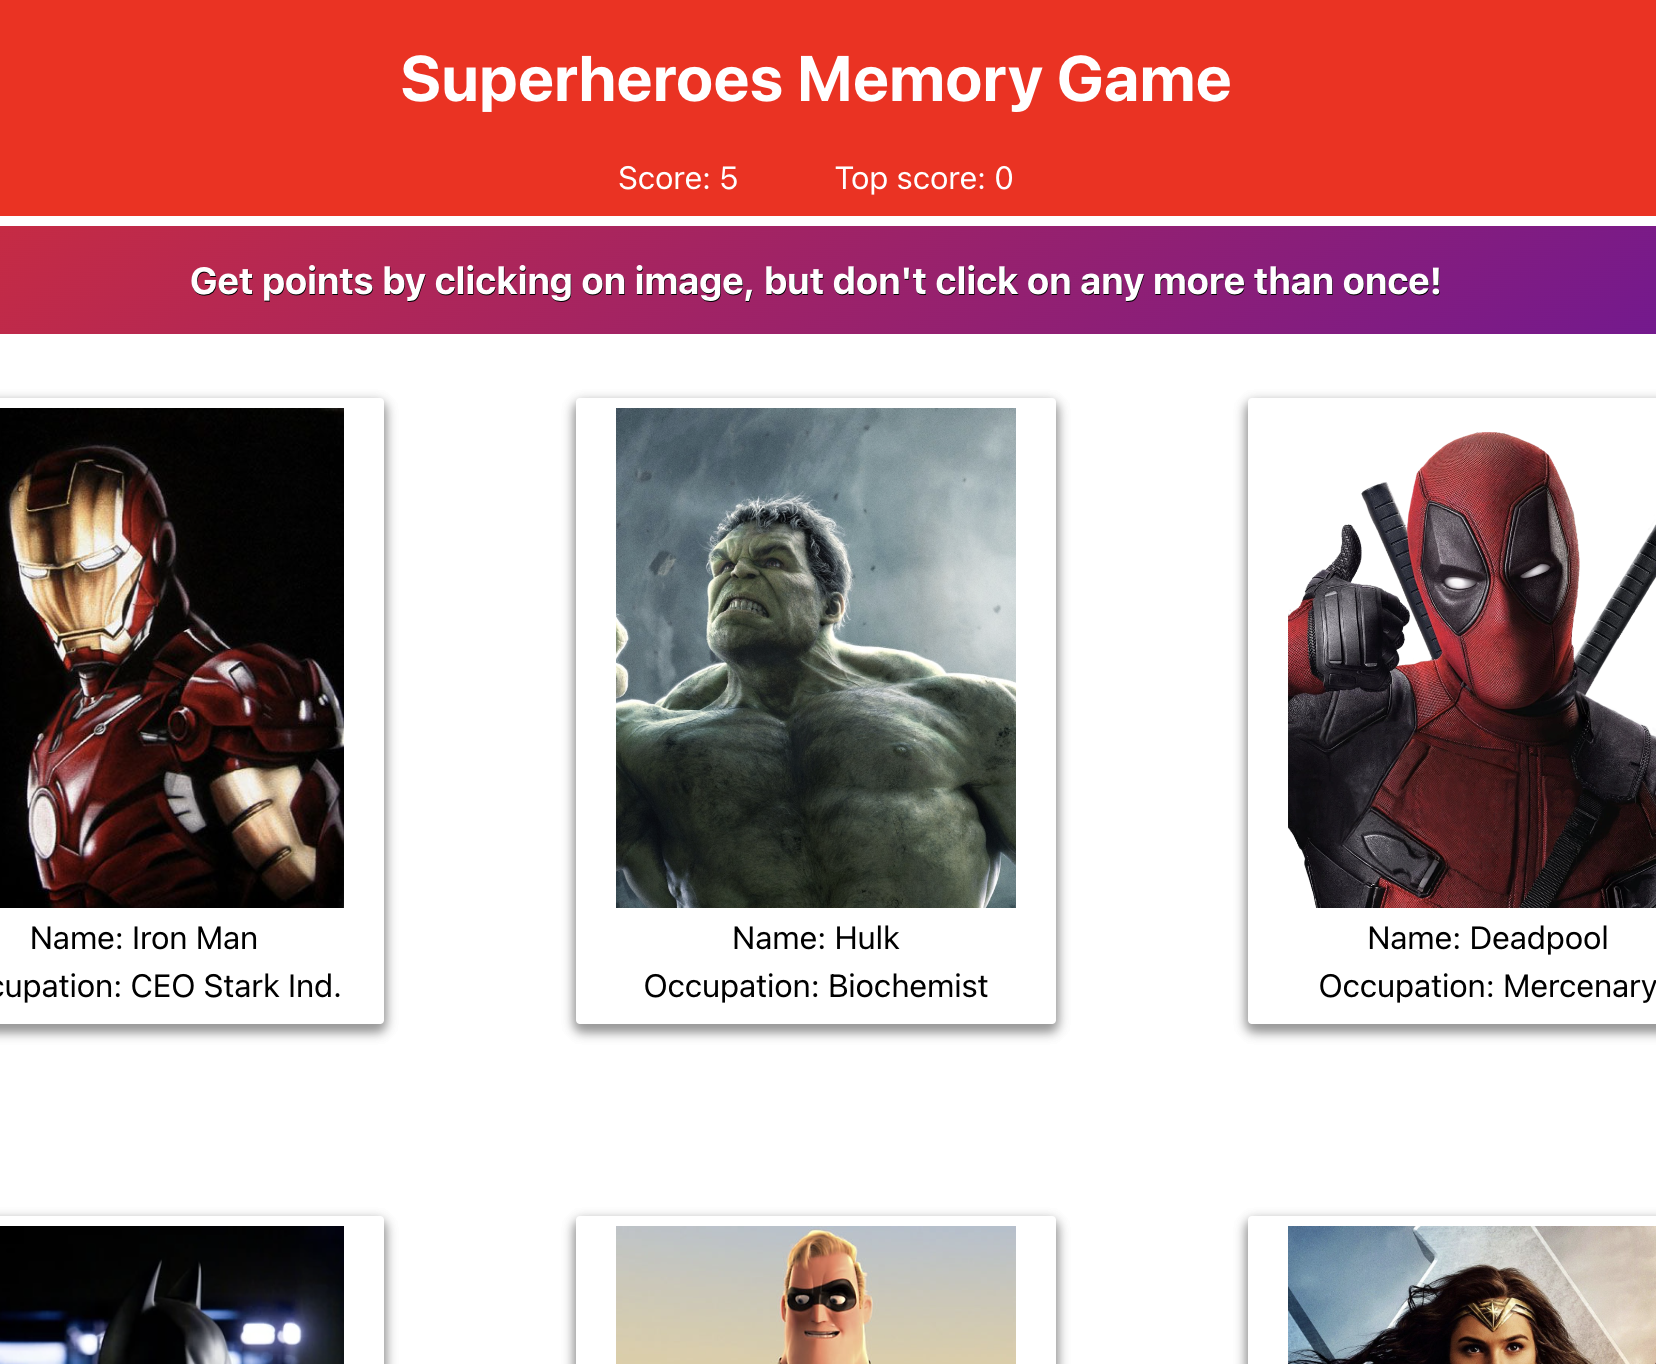 Superheroes Memory Game
Score: 5 Top score: 0
Get points by clicking on image, but don't click on any more than once!
Name: Iron Man
cupation: CEO Stark Ind.
Name: Hulk
Occupation: Biochemist
Name: Deadpool
Occupation: Mercenary